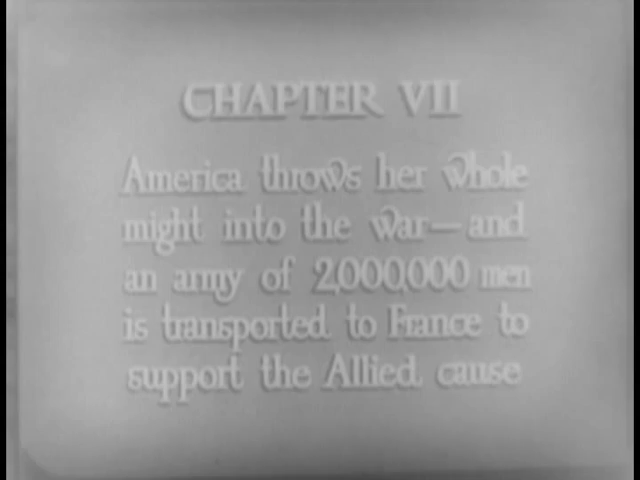 CHAPTER VII
America throws her whole
might into the war—and
an army of 2,000,000 men
is transported to France to
support the Allied cause